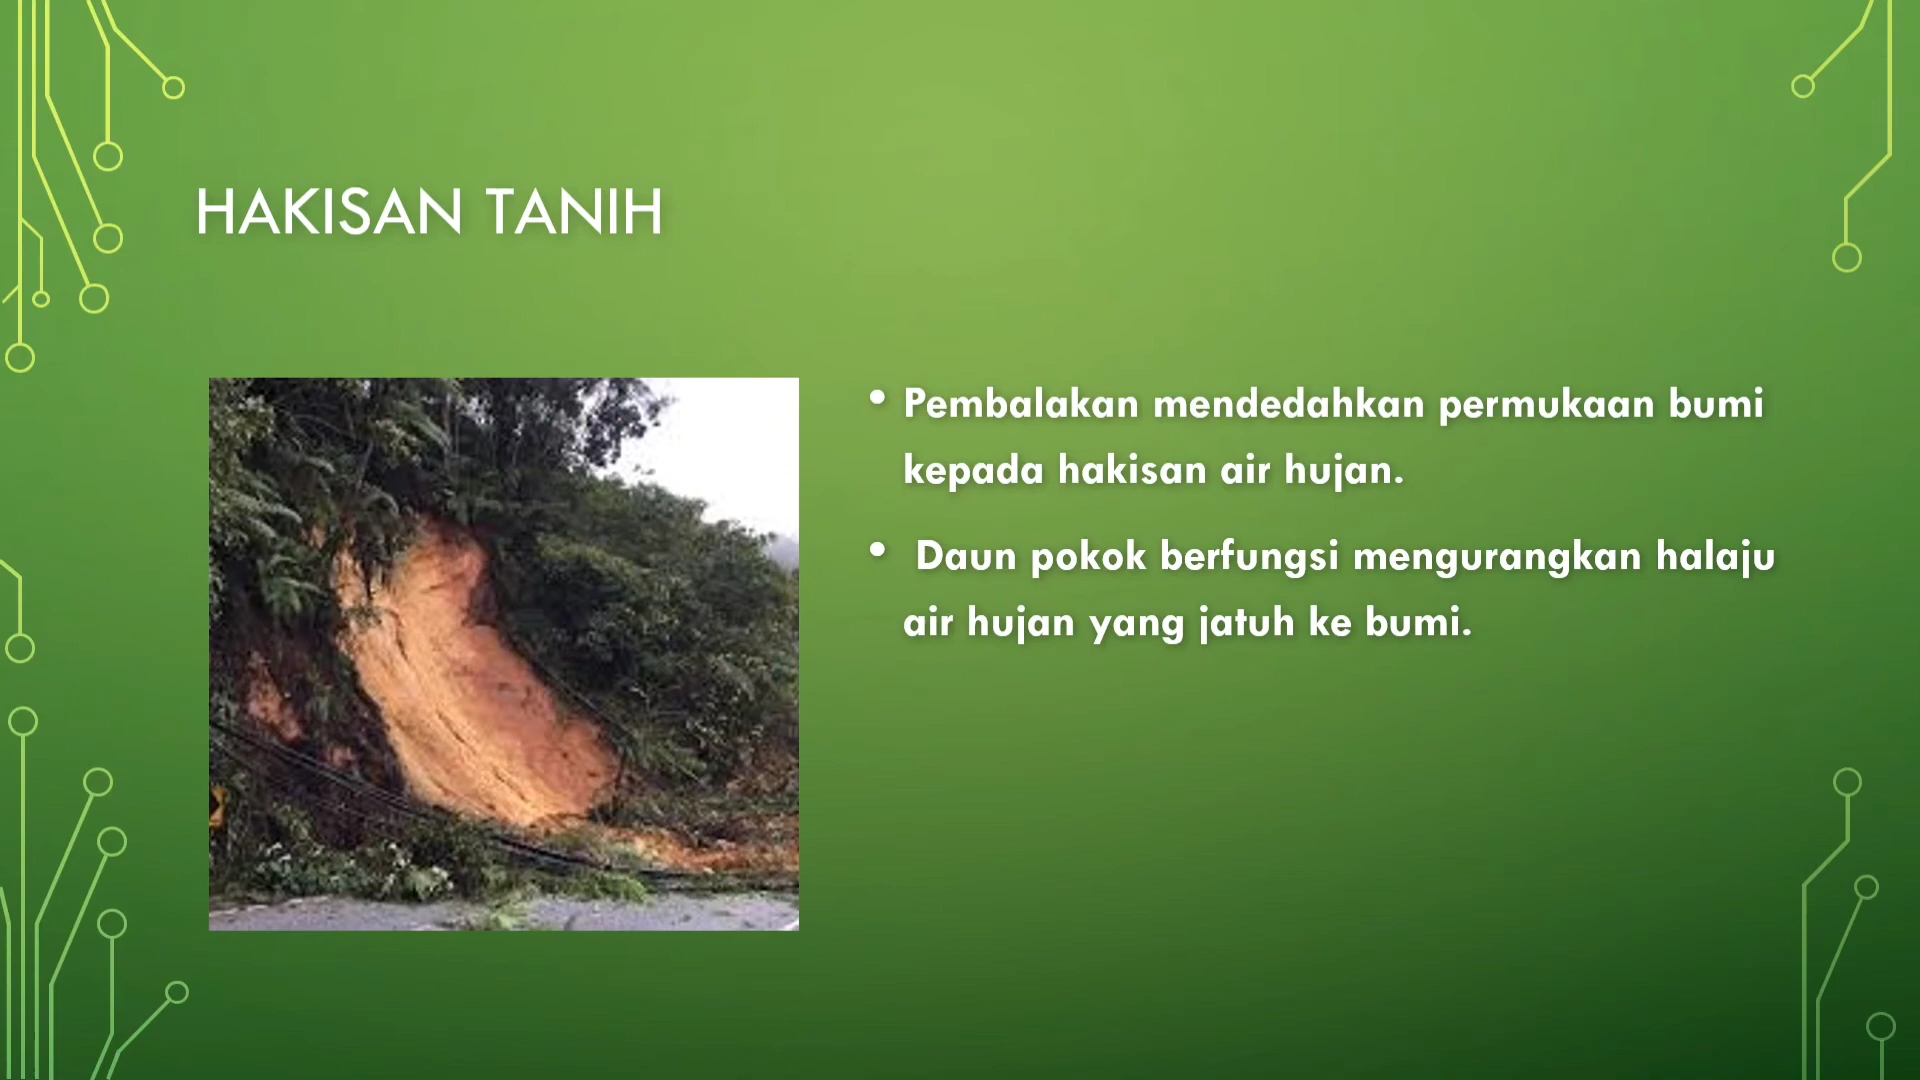 HAKISAN TANIH
• Pembalakan mendedahkan permukaan bumi
kepada hakisan air hujan.
• Daun pokok berfungsi mengurangkan halaju
air hujan yang jatuh ke bumi.